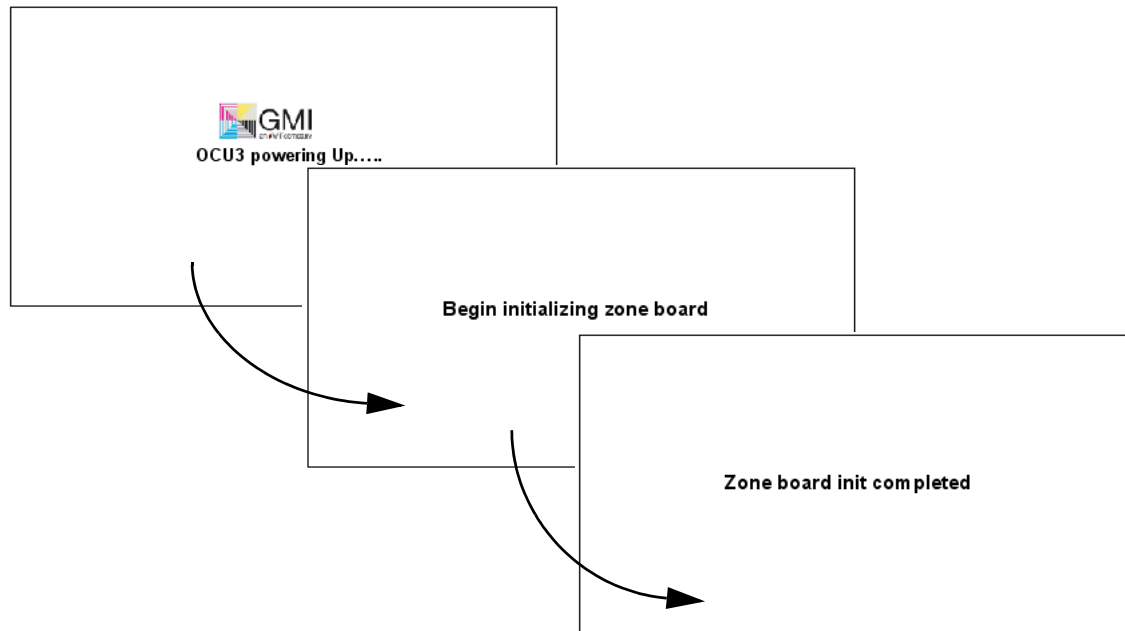 GMI
OCU3 powering Up.....
Begin initializing zone board
Zone board init completed